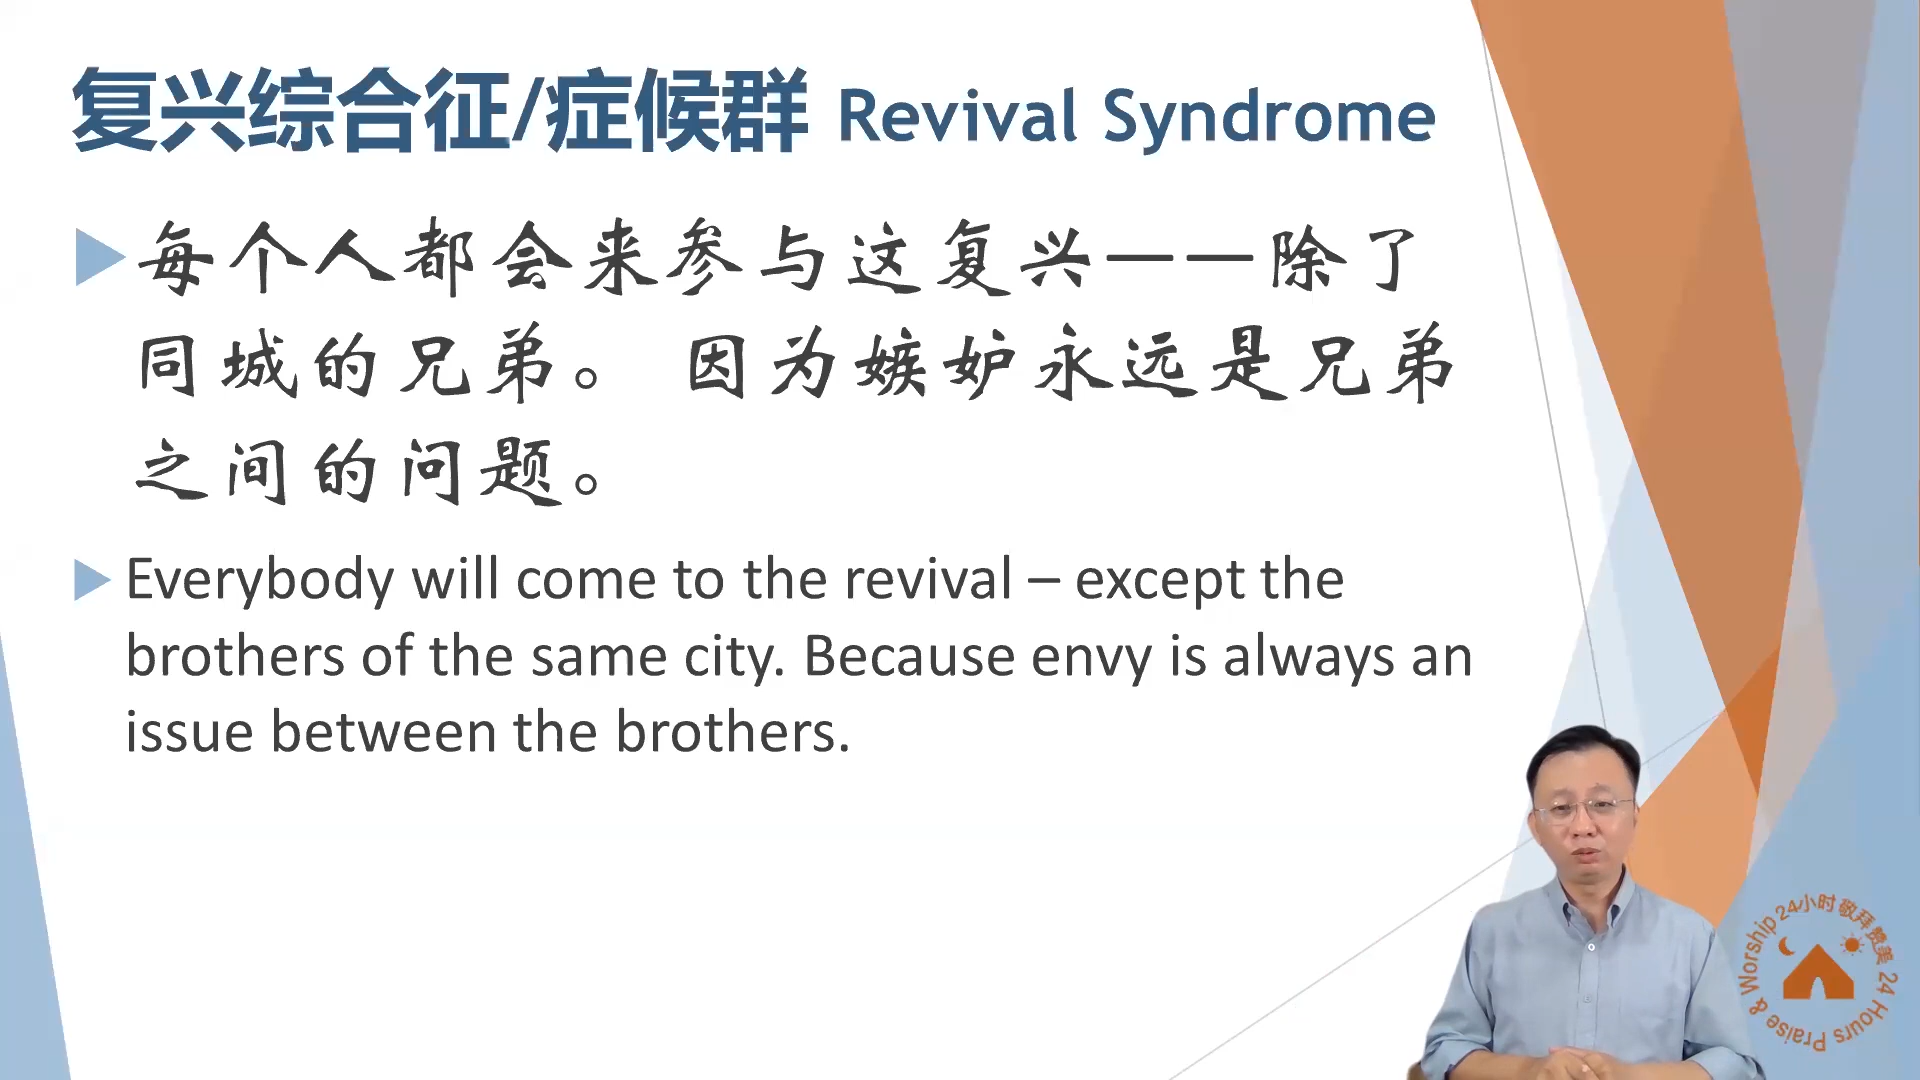 复兴综合征/症候群 Revival Syndrome
每个人都会来参与这复兴——除了
同城的兄弟。 因为嫉妒永远是兄弟
之间的问题。
Everybody will come to the revival – except the
brothers of the same city. Because envy is always an
issue between the brothers.
24小时敬拜赞美 24 Hours Praise & Worship